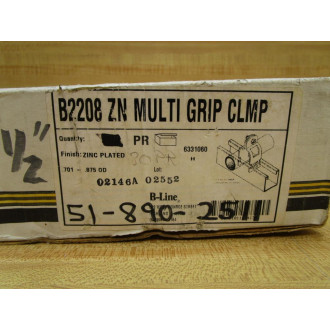 B2208 ZN MULTI GRIP CLMP
Quantity: PR
6331060
Finish: ZINC PLATED
701 - .875 OD
Lot:
02146A 02552
B-Line
1/2"
51-890-2511